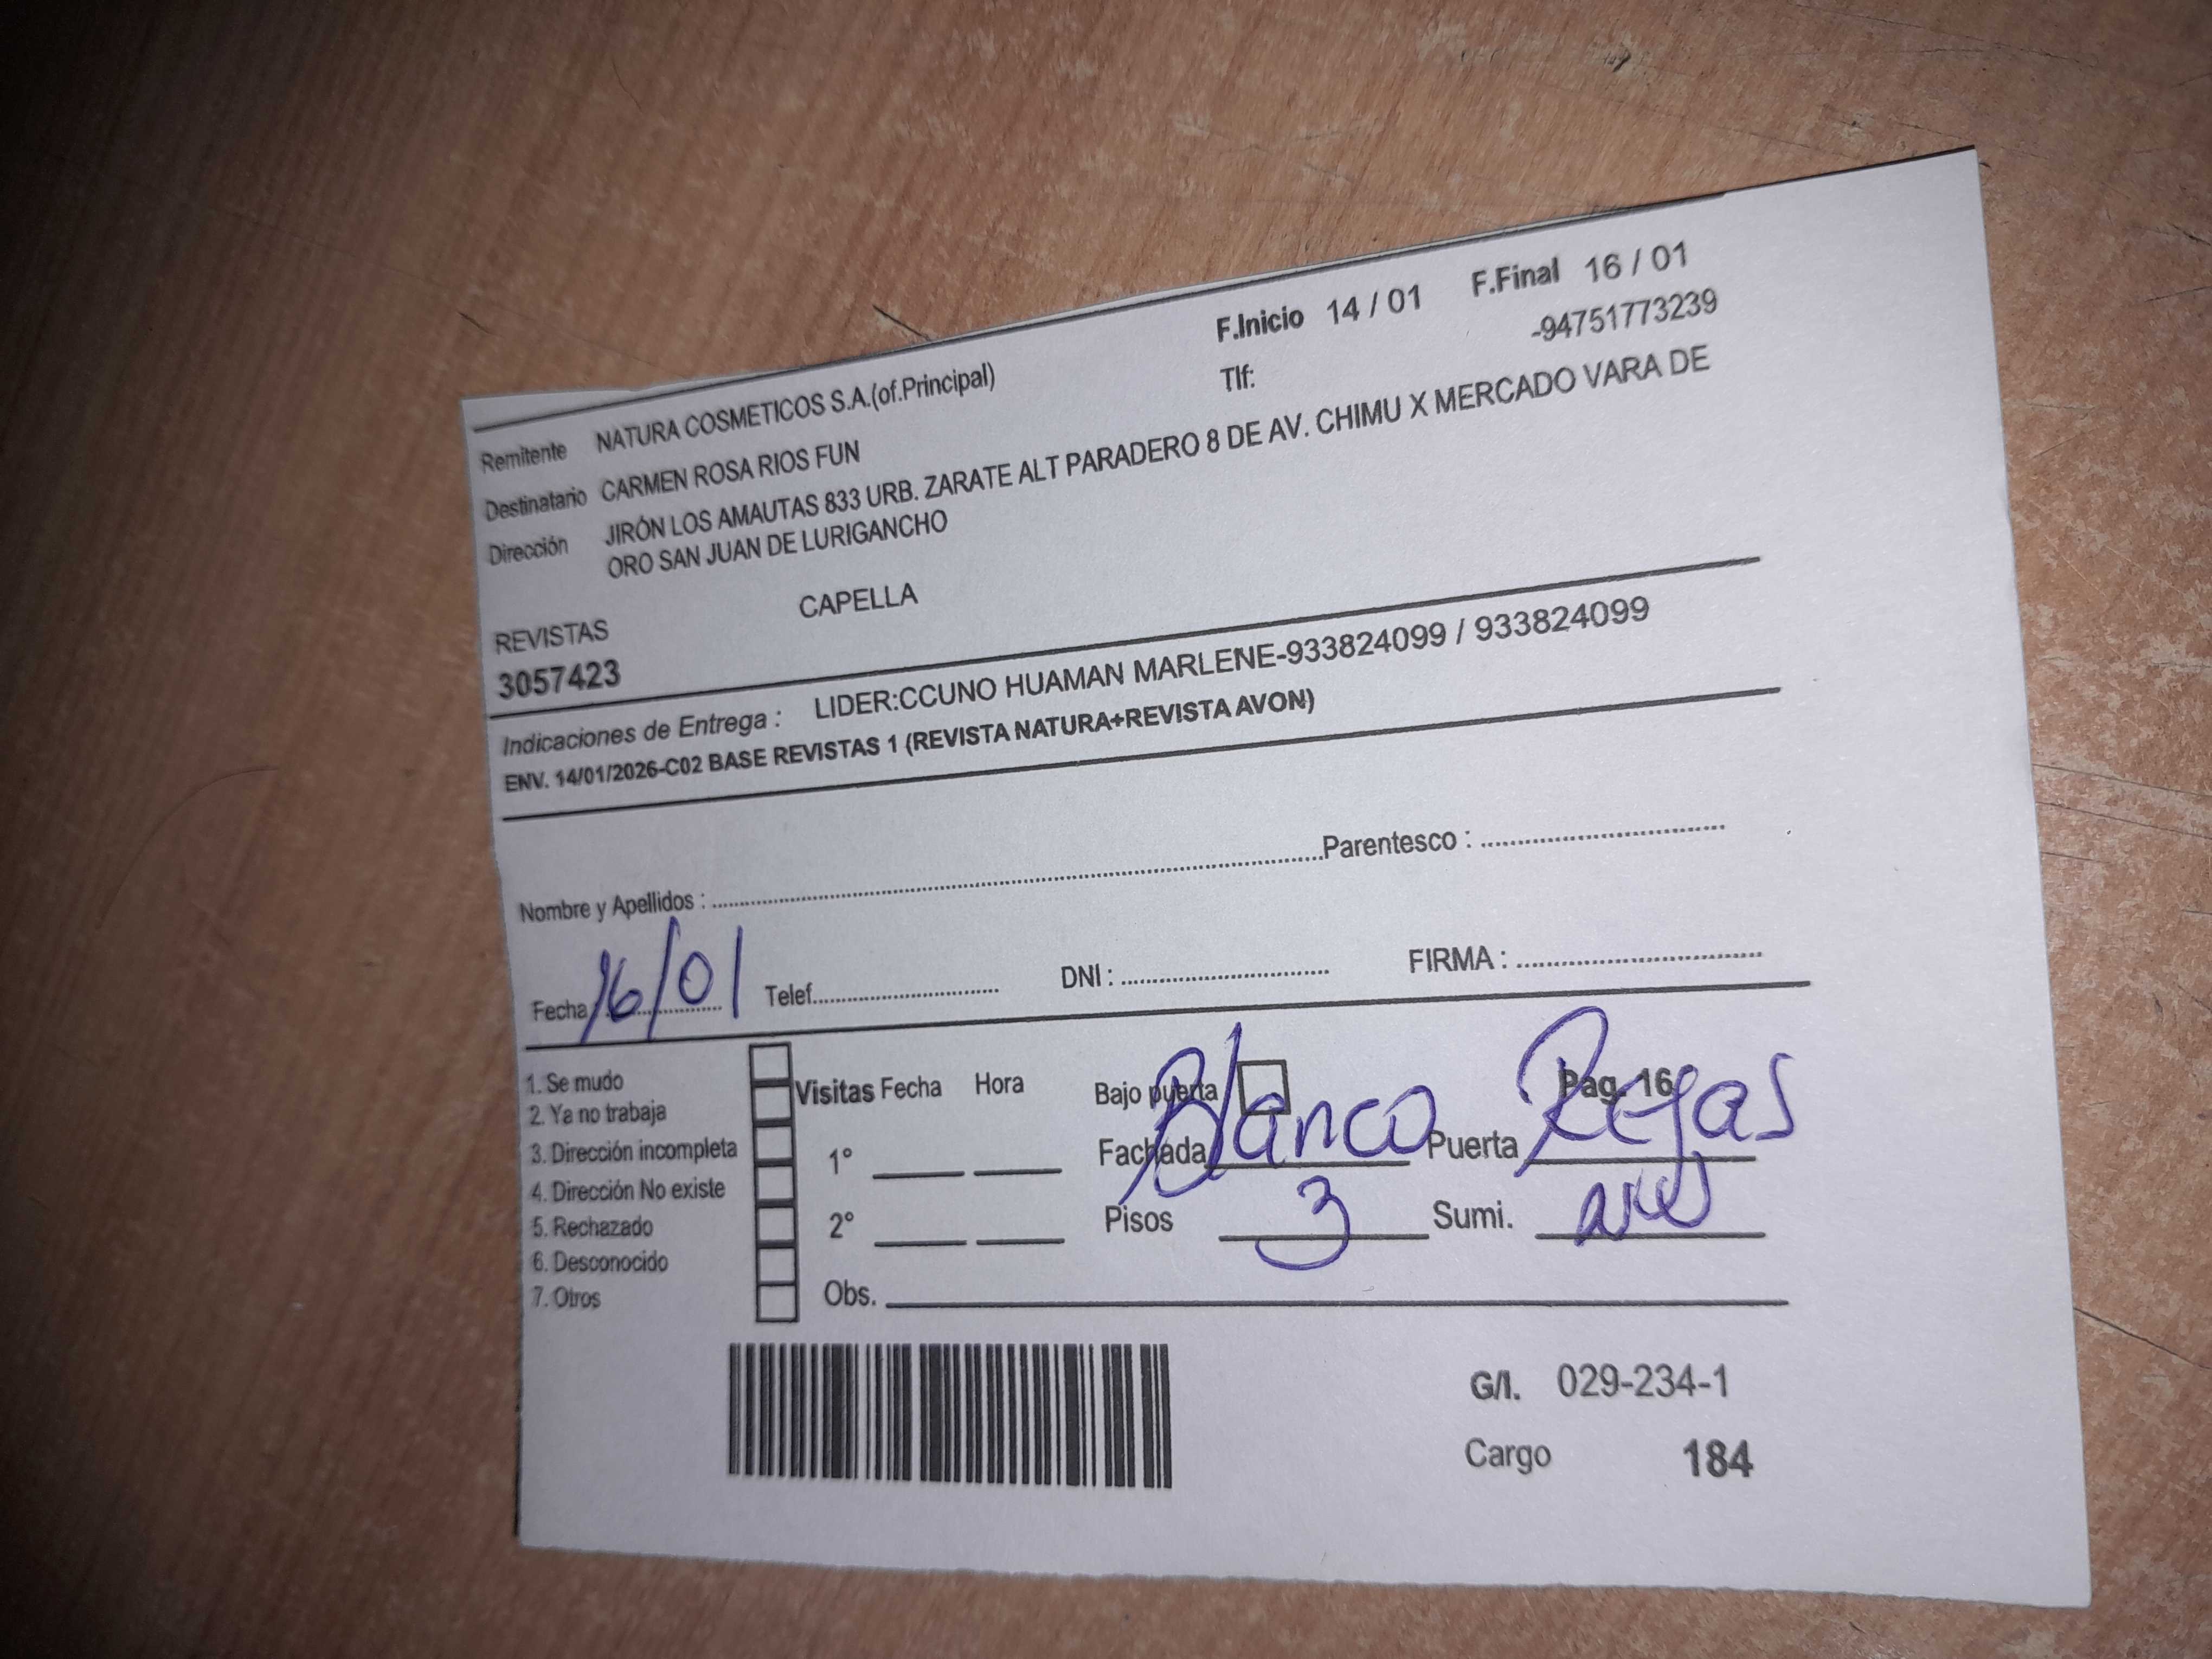 F.Inicio 14 / 01 F.Final 16 / 01
Remitente NATURA COSMETICOS S.A.(of.Principal) Tlf: -94751773239
Destinatario CARMEN ROSA RIOS FUN
Dirección JIRÓN LOS AMAUTAS 833 URB. ZARATE ALT PARADERO 8 DE AV. CHIMU X MERCADO VARA DE
ORO SAN JUAN DE LURIGANCHO
REVISTAS CAPELLA
3057423
Indicaciones de Entrega : LIDER:CCUNO HUAMAN MARLENE-933824099 / 933824099
ENV. 14/01/2026-C02 BASE REVISTAS 1 (REVISTA NATURA+REVISTA AVON)
Nombre y Apellidos : Parentesco :
Fecha 16/01 Telef. DNI : FIRMA :
1. Se mudo
2. Ya no trabaja
3. Dirección incompleta
4. Dirección No existe
5. Rechazado
6. Desconocido
7. Otros
Visitas Fecha Hora Bajo puerta Pag. 16
1° Fachada Blanco Puerta Rejas
2° Pisos 3 Sumi.
Obs.
G/I. 029-234-1
Cargo 184